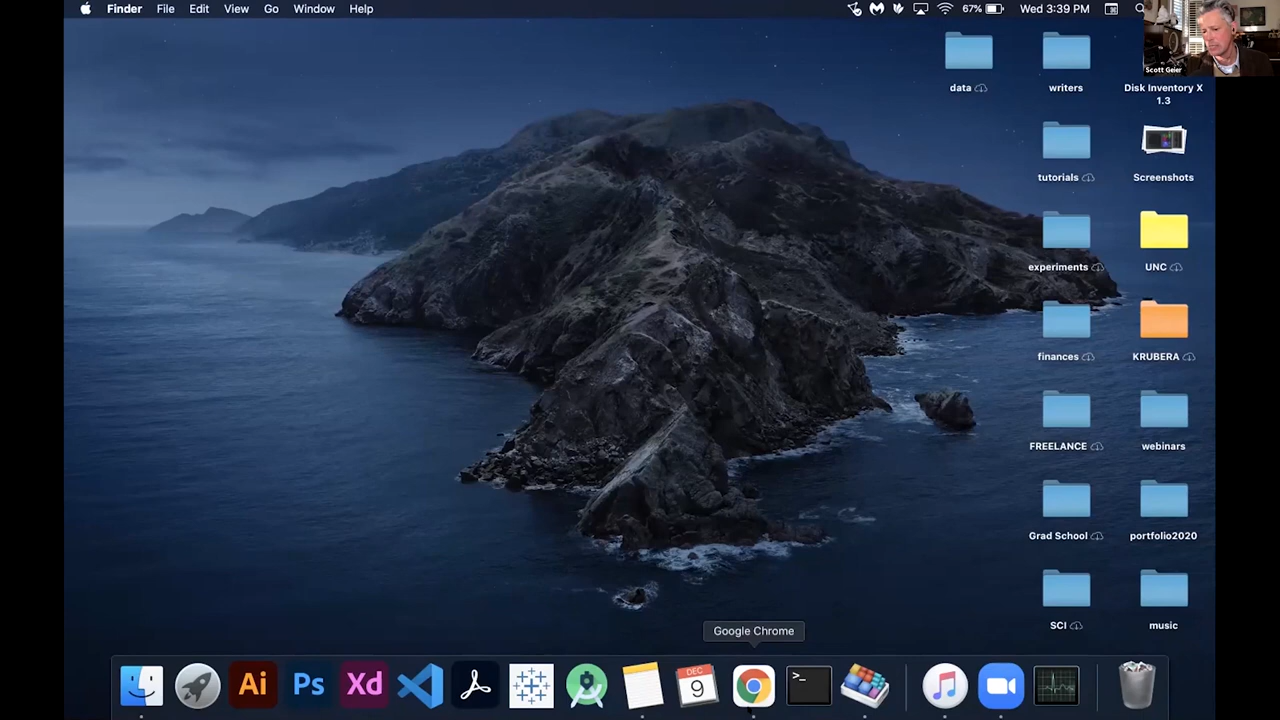 Finder File Edit View Go Window Help
67% Wed 3:39 PM
Scott Geier
data
writers
Disk Inventory X
1.3
tutorials
Screenshots
experiments
UNC
finances
KRUBERA
FREELANCE
webinars
Grad School
portfolio2020
SCI
music
Google Chrome
Ai
Ps
Xd
DEC
9
>_